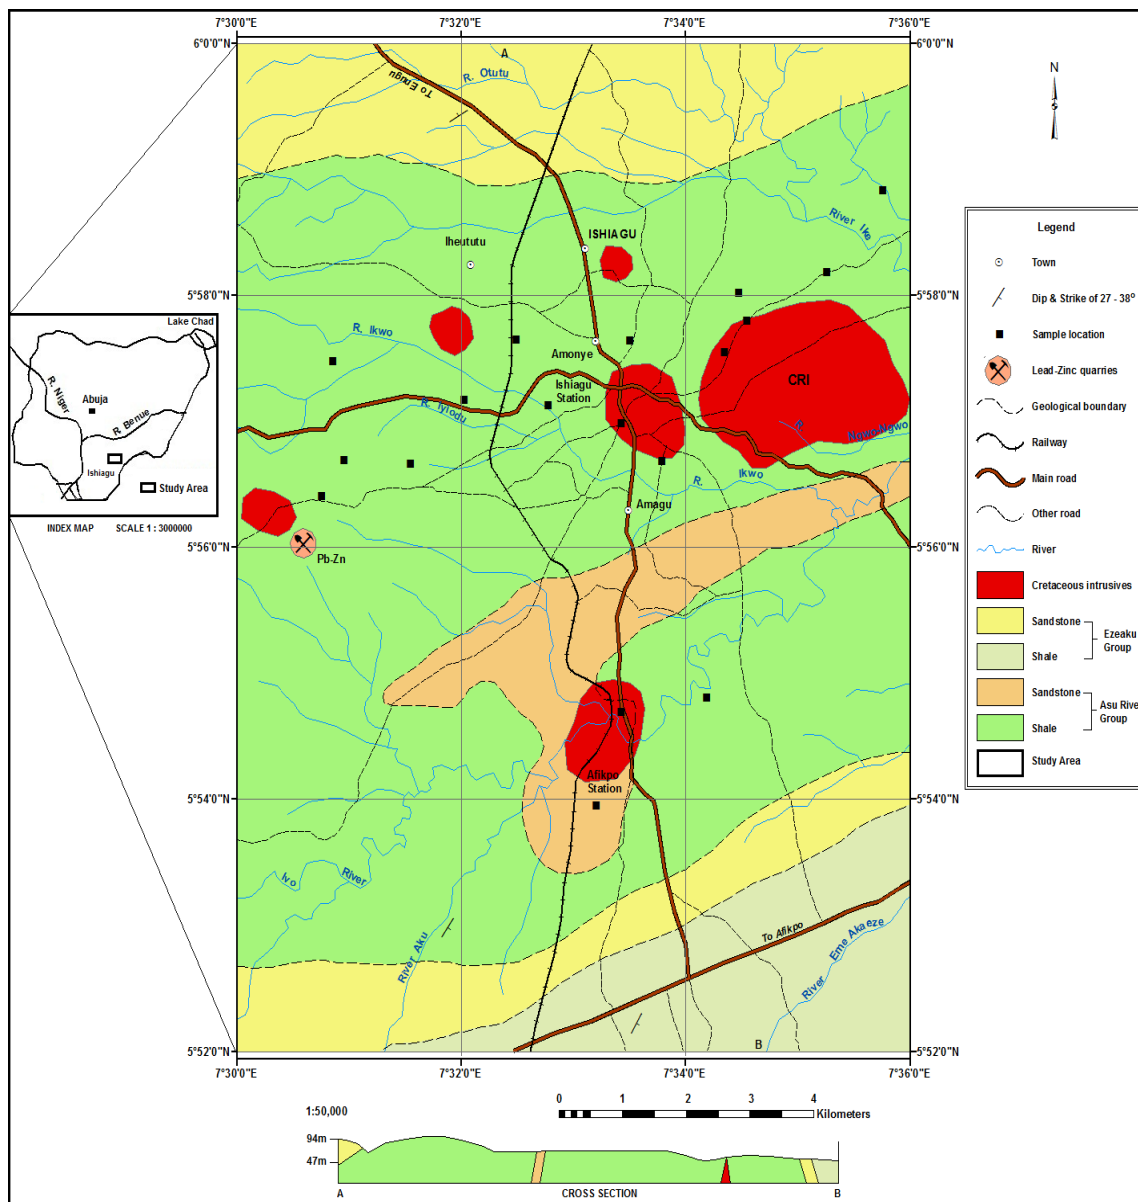 7°30'0"E
7°32'0"E
7°34'0"E
7°36'0"E
6°0'0"N
6°0'0"N
A
R. Otutu
To Enugu
N
S
River Ike
ISHIAGU
Iheututu
5°58'0"N
5°58'0"N
R. Ikwo
Amonye
Ishiagu
Station
CRI
R. Iyiodu
R. Ngwo-Ngwo
R. Ikwo
Amagu
5°56'0"N
5°56'0"N
Pb-Zn
Afikpo
Station
5°54'0"N
5°54'0"N
Ivo River
River Aku
To Afikpo
River Eme Akaeze
B
5°52'0"N
5°52'0"N
7°30'0"E
7°32'0"E
7°34'0"E
7°36'0"E
Lake Chad
R. Niger
Abuja
R. Benue
Ishiagu
Study Area
INDEX MAP SCALE 1 : 3000000
Legend
Town
Dip & Strike of 27 - 38°
Sample location
Lead-Zinc quarries
Geological boundary
Railway
Main road
Other road
River
Cretaceous intrusives
Sandstone
Ezeaku
Group
Shale
Sandstone
Asu River
Group
Shale
Study Area
1:50,000
0 1 2 3 4
Kilometers
94m
47m
A CROSS SECTION B